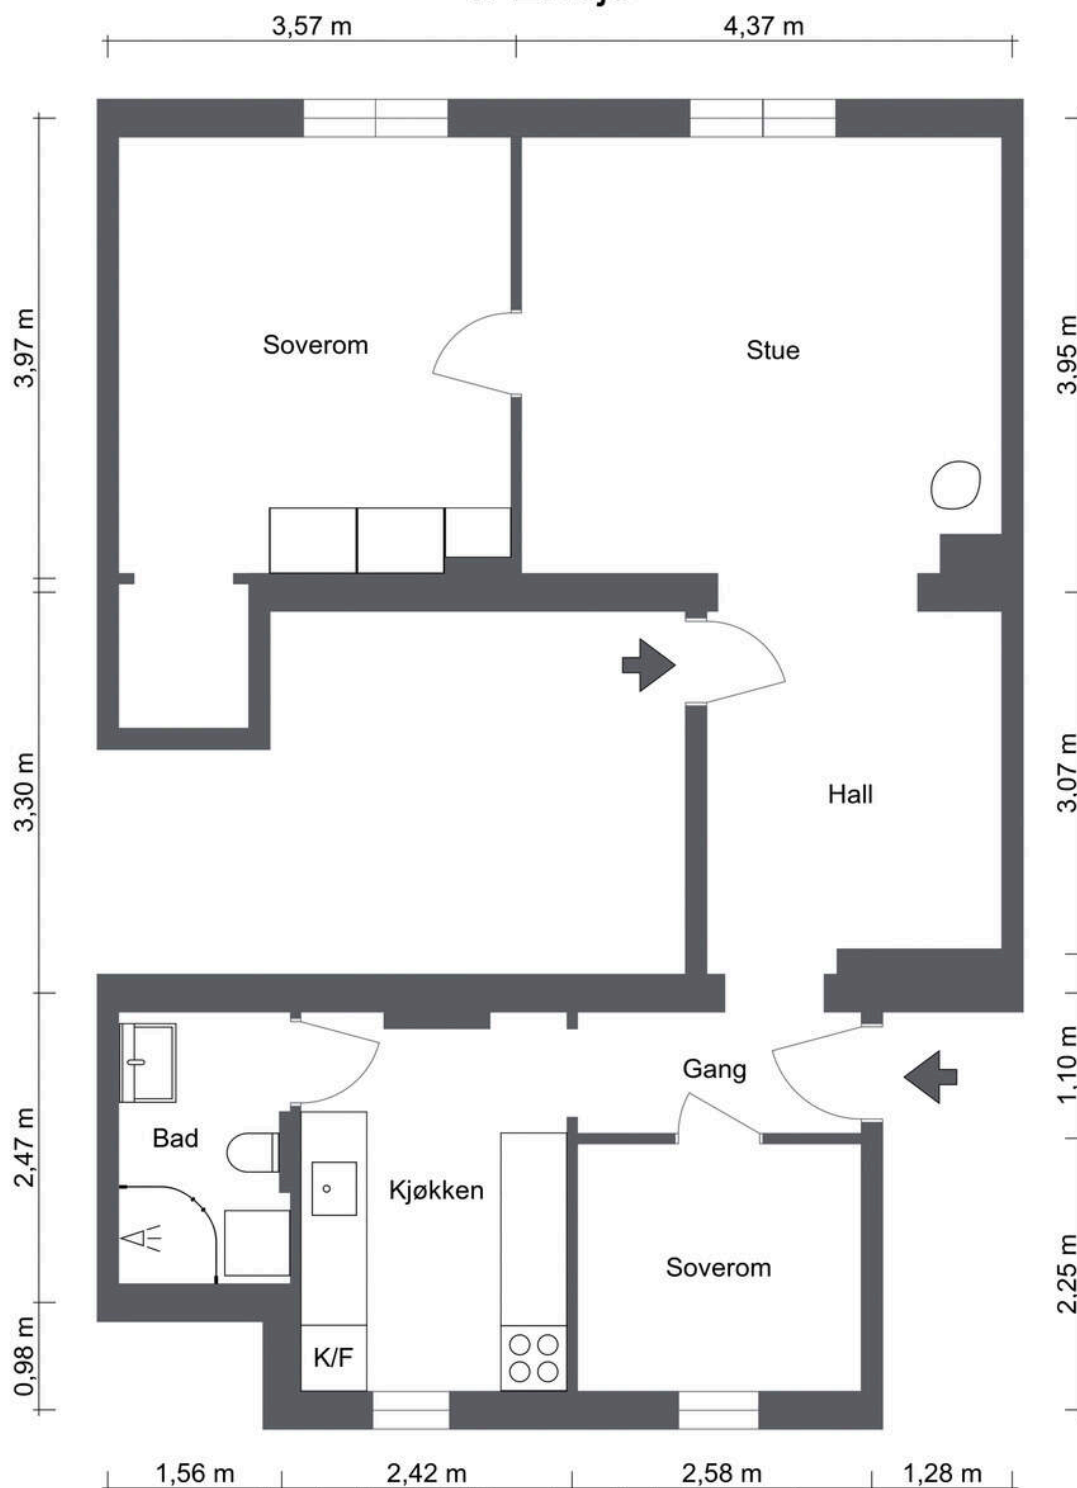 3,57 m
4,37 m
3,97 m
Soverom
Stue
3,95 m
3,30 m
Hall
3,07 m
Gang
1,10 m
Bad
2,47 m
Kjøkken
Soverom
2,25 m
K/F
0,98 m
1,56 m
2,42 m
2,58 m
1,28 m